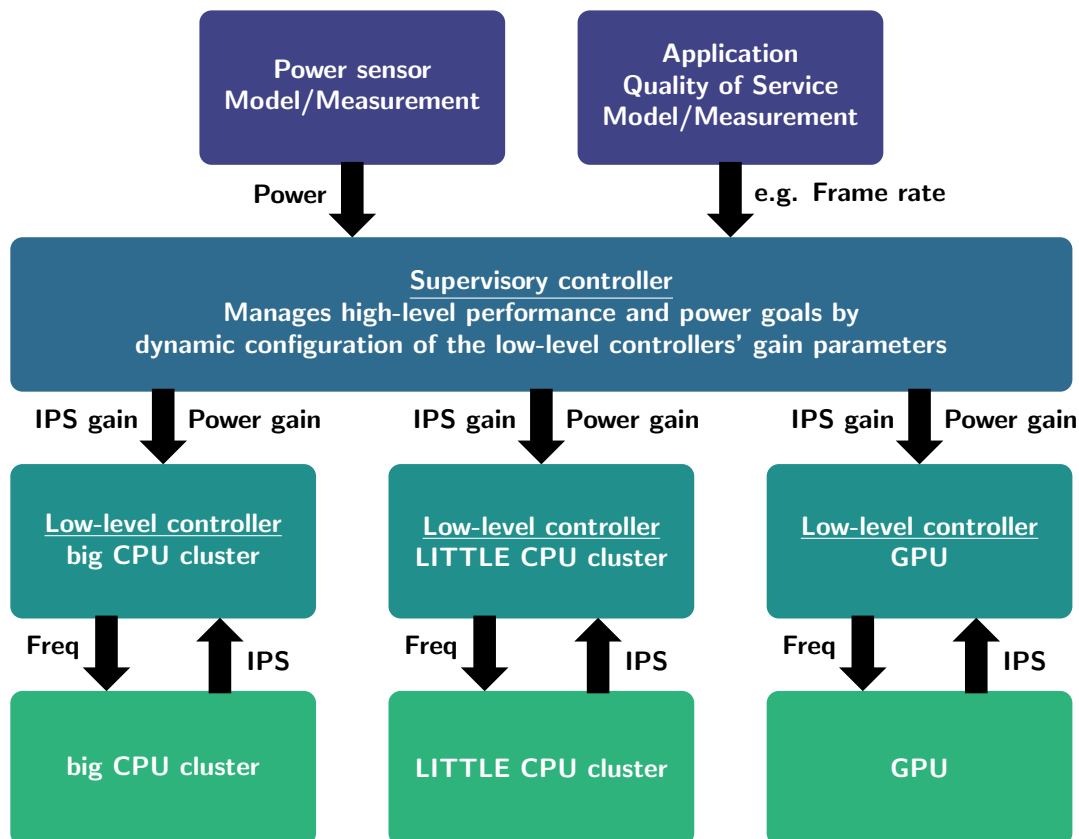 Power sensor
Model/Measurement
Application
Quality of Service
Model/Measurement
Power
e.g. Frame rate
Supervisory controller
Manages high-level performance and power goals by
dynamic configuration of the low-level controllers' gain parameters
IPS gain
Power gain
IPS gain
Power gain
IPS gain
Power gain
Low-level controller
big CPU cluster
Low-level controller
LITTLE CPU cluster
Low-level controller
GPU
Freq
IPS
Freq
IPS
Freq
IPS
big CPU cluster
LITTLE CPU cluster
GPU